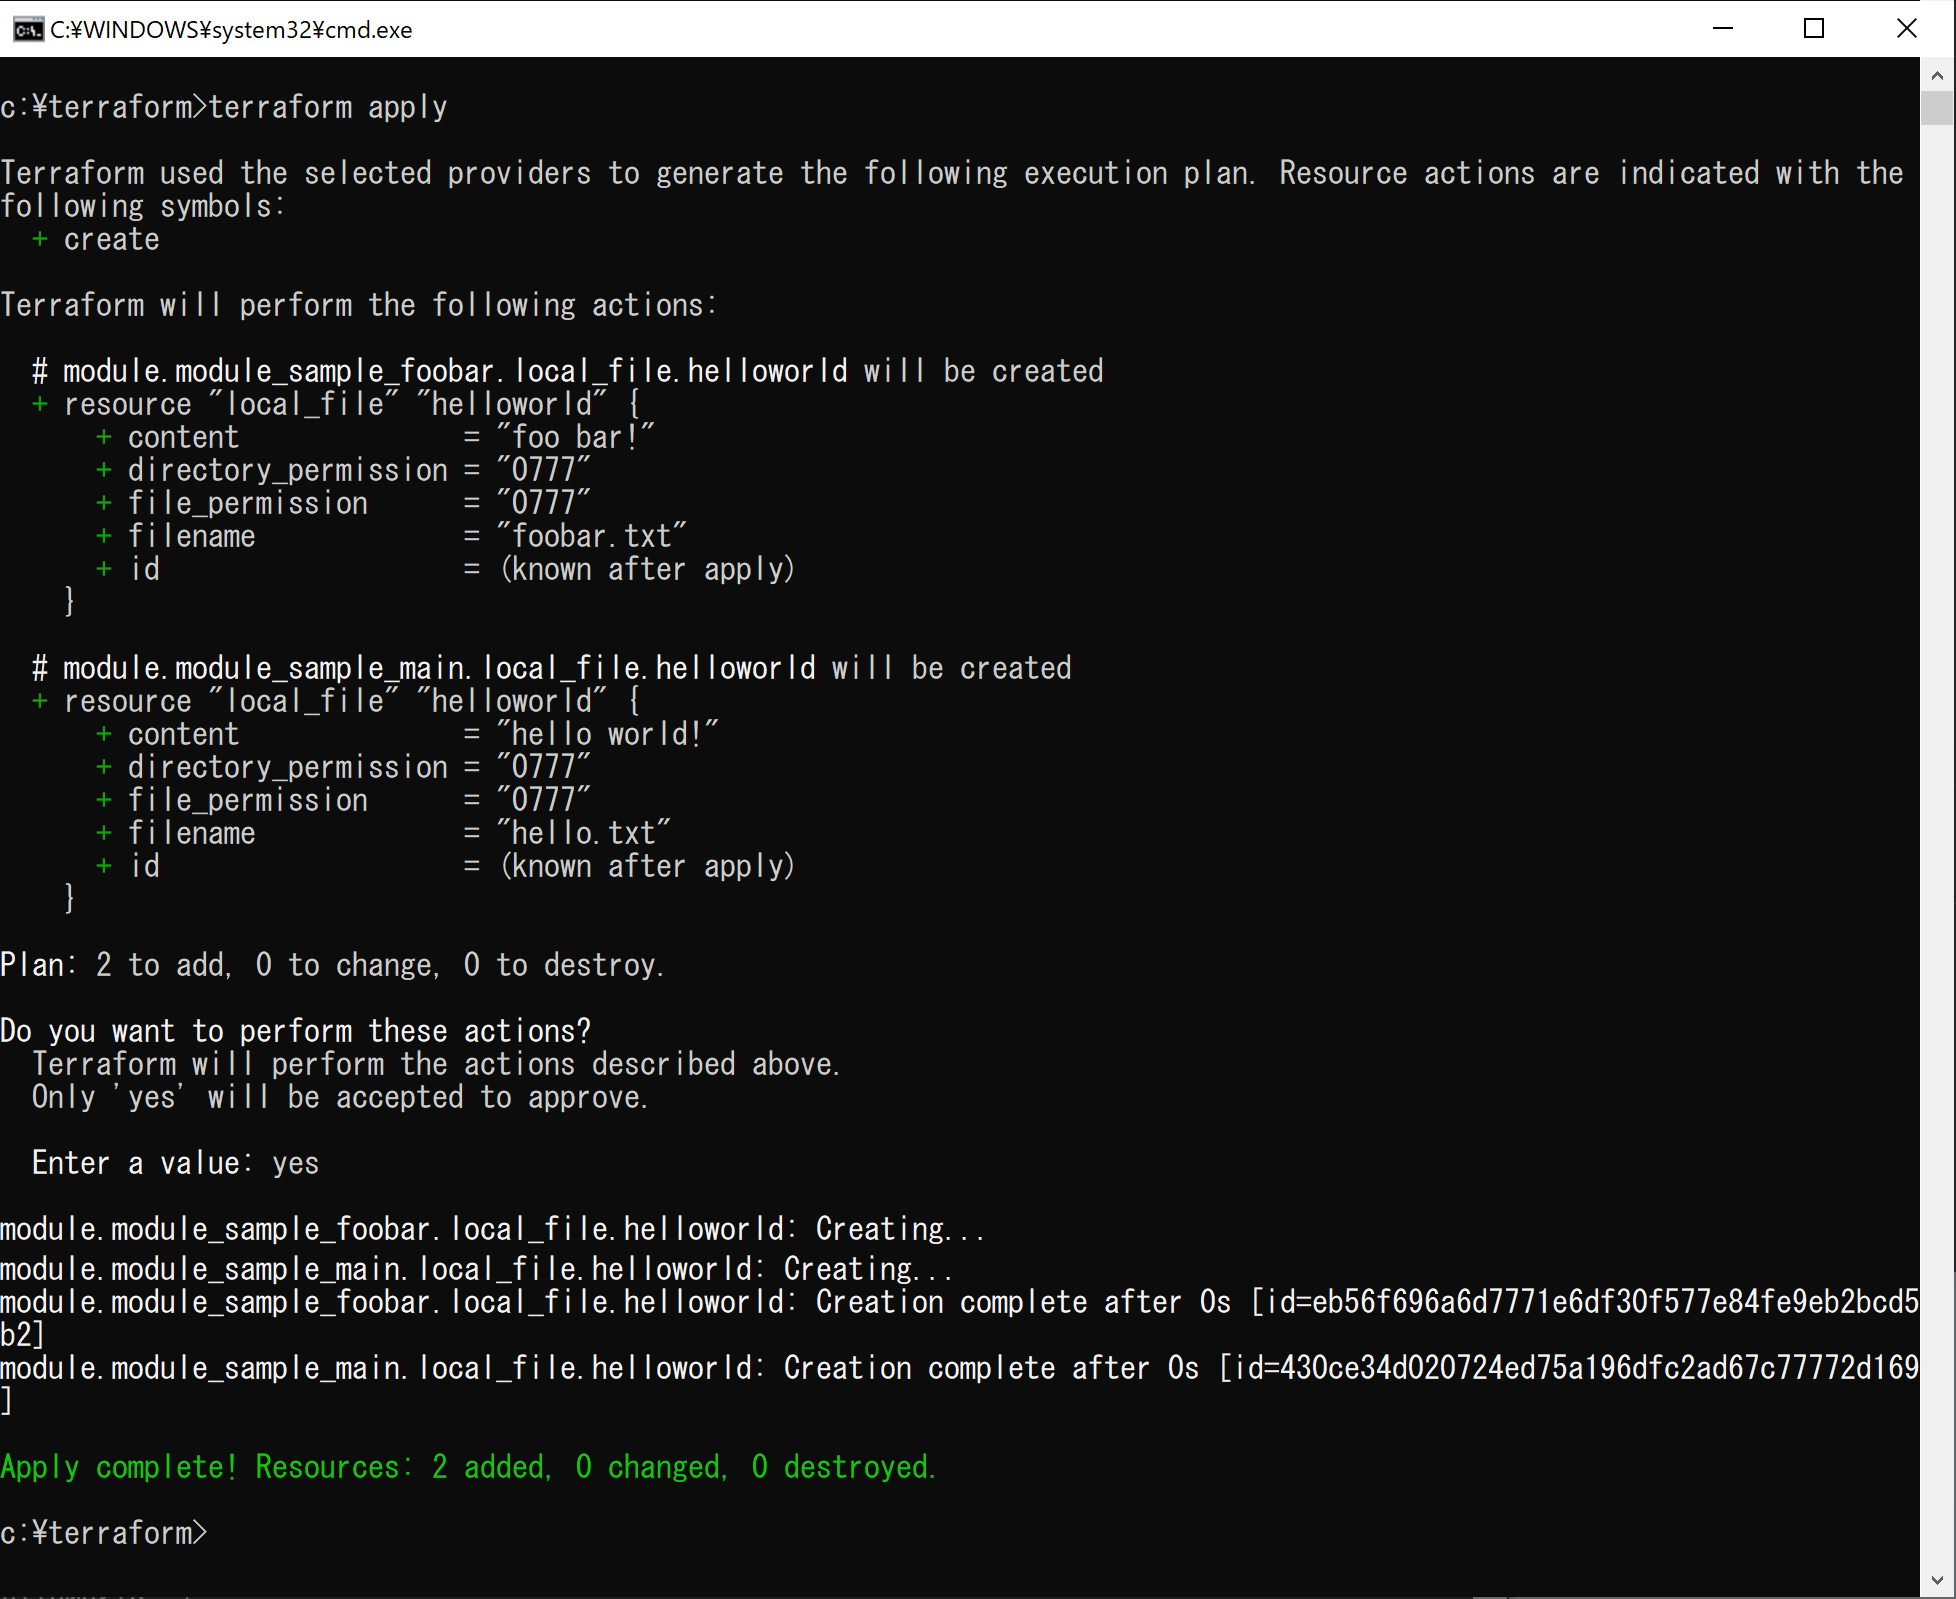 C:¥WINDOWS¥system32¥cmd.exe
c:¥terraform>terraform apply
Terraform used the selected providers to generate the following execution plan. Resource actions are indicated with the
following symbols:
  + create
Terraform will perform the following actions:
  # module.module_sample_foobar.local_file.helloworld will be created
  + resource "local_file" "helloworld" {
      + content              = "foo bar!"
      + directory_permission = "0777"
      + file_permission      = "0777"
      + filename             = "foobar.txt"
      + id                   = (known after apply)
    }
  # module.module_sample_main.local_file.helloworld will be created
  + resource "local_file" "helloworld" {
      + content              = "hello world!"
      + directory_permission = "0777"
      + file_permission      = "0777"
      + filename             = "hello.txt"
      + id                   = (known after apply)
    }
Plan: 2 to add, 0 to change, 0 to destroy.
Do you want to perform these actions?
  Terraform will perform the actions described above.
  Only 'yes' will be accepted to approve.
  Enter a value: yes
module.module_sample_foobar.local_file.helloworld: Creating...
module.module_sample_main.local_file.helloworld: Creating...
module.module_sample_foobar.local_file.helloworld: Creation complete after 0s [id=eb56f696a6d7771e6df30f577e84fe9eb2bcd5
b2]
module.module_sample_main.local_file.helloworld: Creation complete after 0s [id=430ce34d020724ed75a196dfc2ad67c77772d169
]
Apply complete! Resources: 2 added, 0 changed, 0 destroyed.
c:¥terraform>